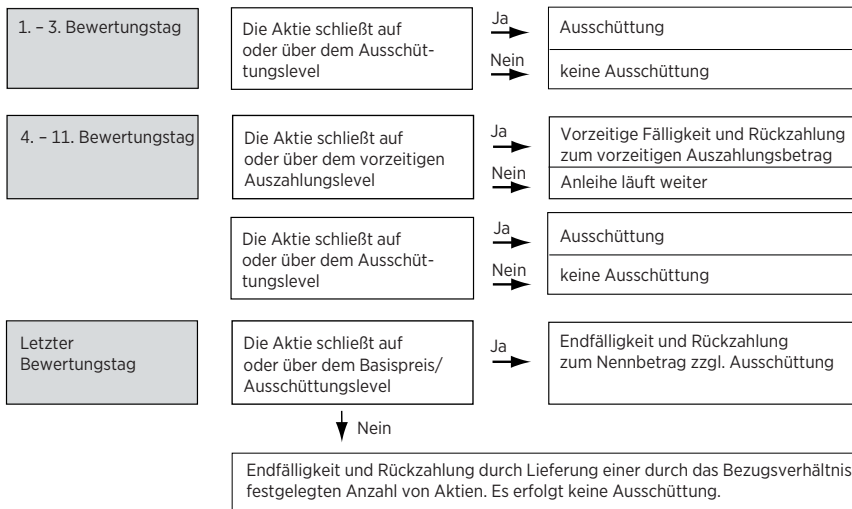 1. – 3. Bewertungstag
Die Aktie schließt auf
oder über dem Ausschüt-
tungslevel
Ja
Ausschüttung
Nein
keine Ausschüttung
4. – 11. Bewertungstag
Die Aktie schließt auf
oder über dem vorzeitigen
Auszahlungslevel
Ja
Vorzeitige Fälligkeit und Rückzahlung
zum vorzeitigen Auszahlungsbetrag
Nein
Anleihe läuft weiter
Die Aktie schließt auf
oder über dem Ausschüt-
tungslevel
Ja
Ausschüttung
Nein
keine Ausschüttung
Letzter
Bewertungstag
Die Aktie schließt auf
oder über dem Basispreis/
Ausschüttungslevel
Ja
Endfälligkeit und Rückzahlung
zum Nennbetrag zzgl. Ausschüttung
Nein
Endfälligkeit und Rückzahlung durch Lieferung einer durch das Bezugsverhältnis
festgelegten Anzahl von Aktien. Es erfolgt keine Ausschüttung.